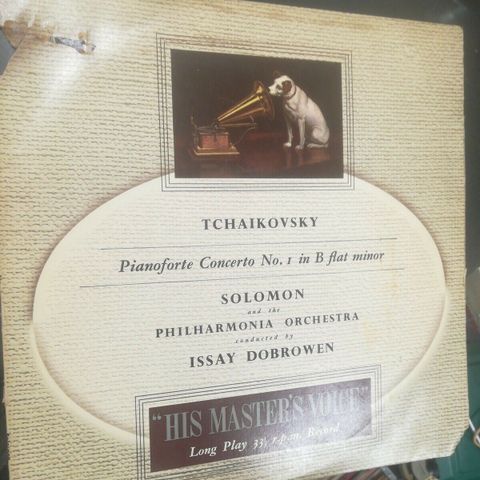 TCHAIKOVSKY
Pianoforte Concerto No. 1 in B flat minor
SOLOMON
and the
PHILHARMONIA ORCHESTRA
conducted by
ISSAY DOBROWEN
"HIS MASTER'S VOICE"
Long Play 33⅓ r.p.m. Record